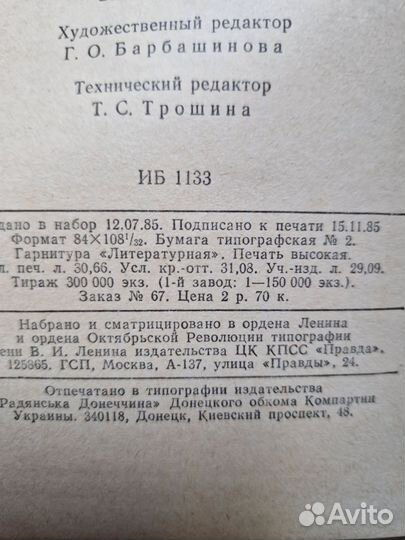 Художественный редактор
Г. О. Барбашинова
Технический редактор
Т. С. Трошина
ИБ 1133
дано в набор 12.07.85. Подписано к печати 15.11.85
Формат 84×108¹/₃₂. Бумага типографская № 2.
Гарнитура «Литературная». Печать высокая.
л. печ. л. 30,66. Усл. кр.-отт. 31,08. Уч.-изд. л. 29,09.
Тираж 300 000 экз. (1-й завод: 1—150 000 экз.).
Заказ № 67. Цена 2 р. 70 к.
Набрано и сматрицировано в ордена Ленина
и ордена Октябрьской Революции типографии
ени В. И. Ленина издательства ЦК КПСС «Правда».
125865. ГСП, Москва, А-137, улица «Правды», 24.
Отпечатано в типографии издательства
Радянська Донеччина» Донецкого обкома Компартии
Украины. 340118, Донецк, Киевский проспект, 48.
Avito